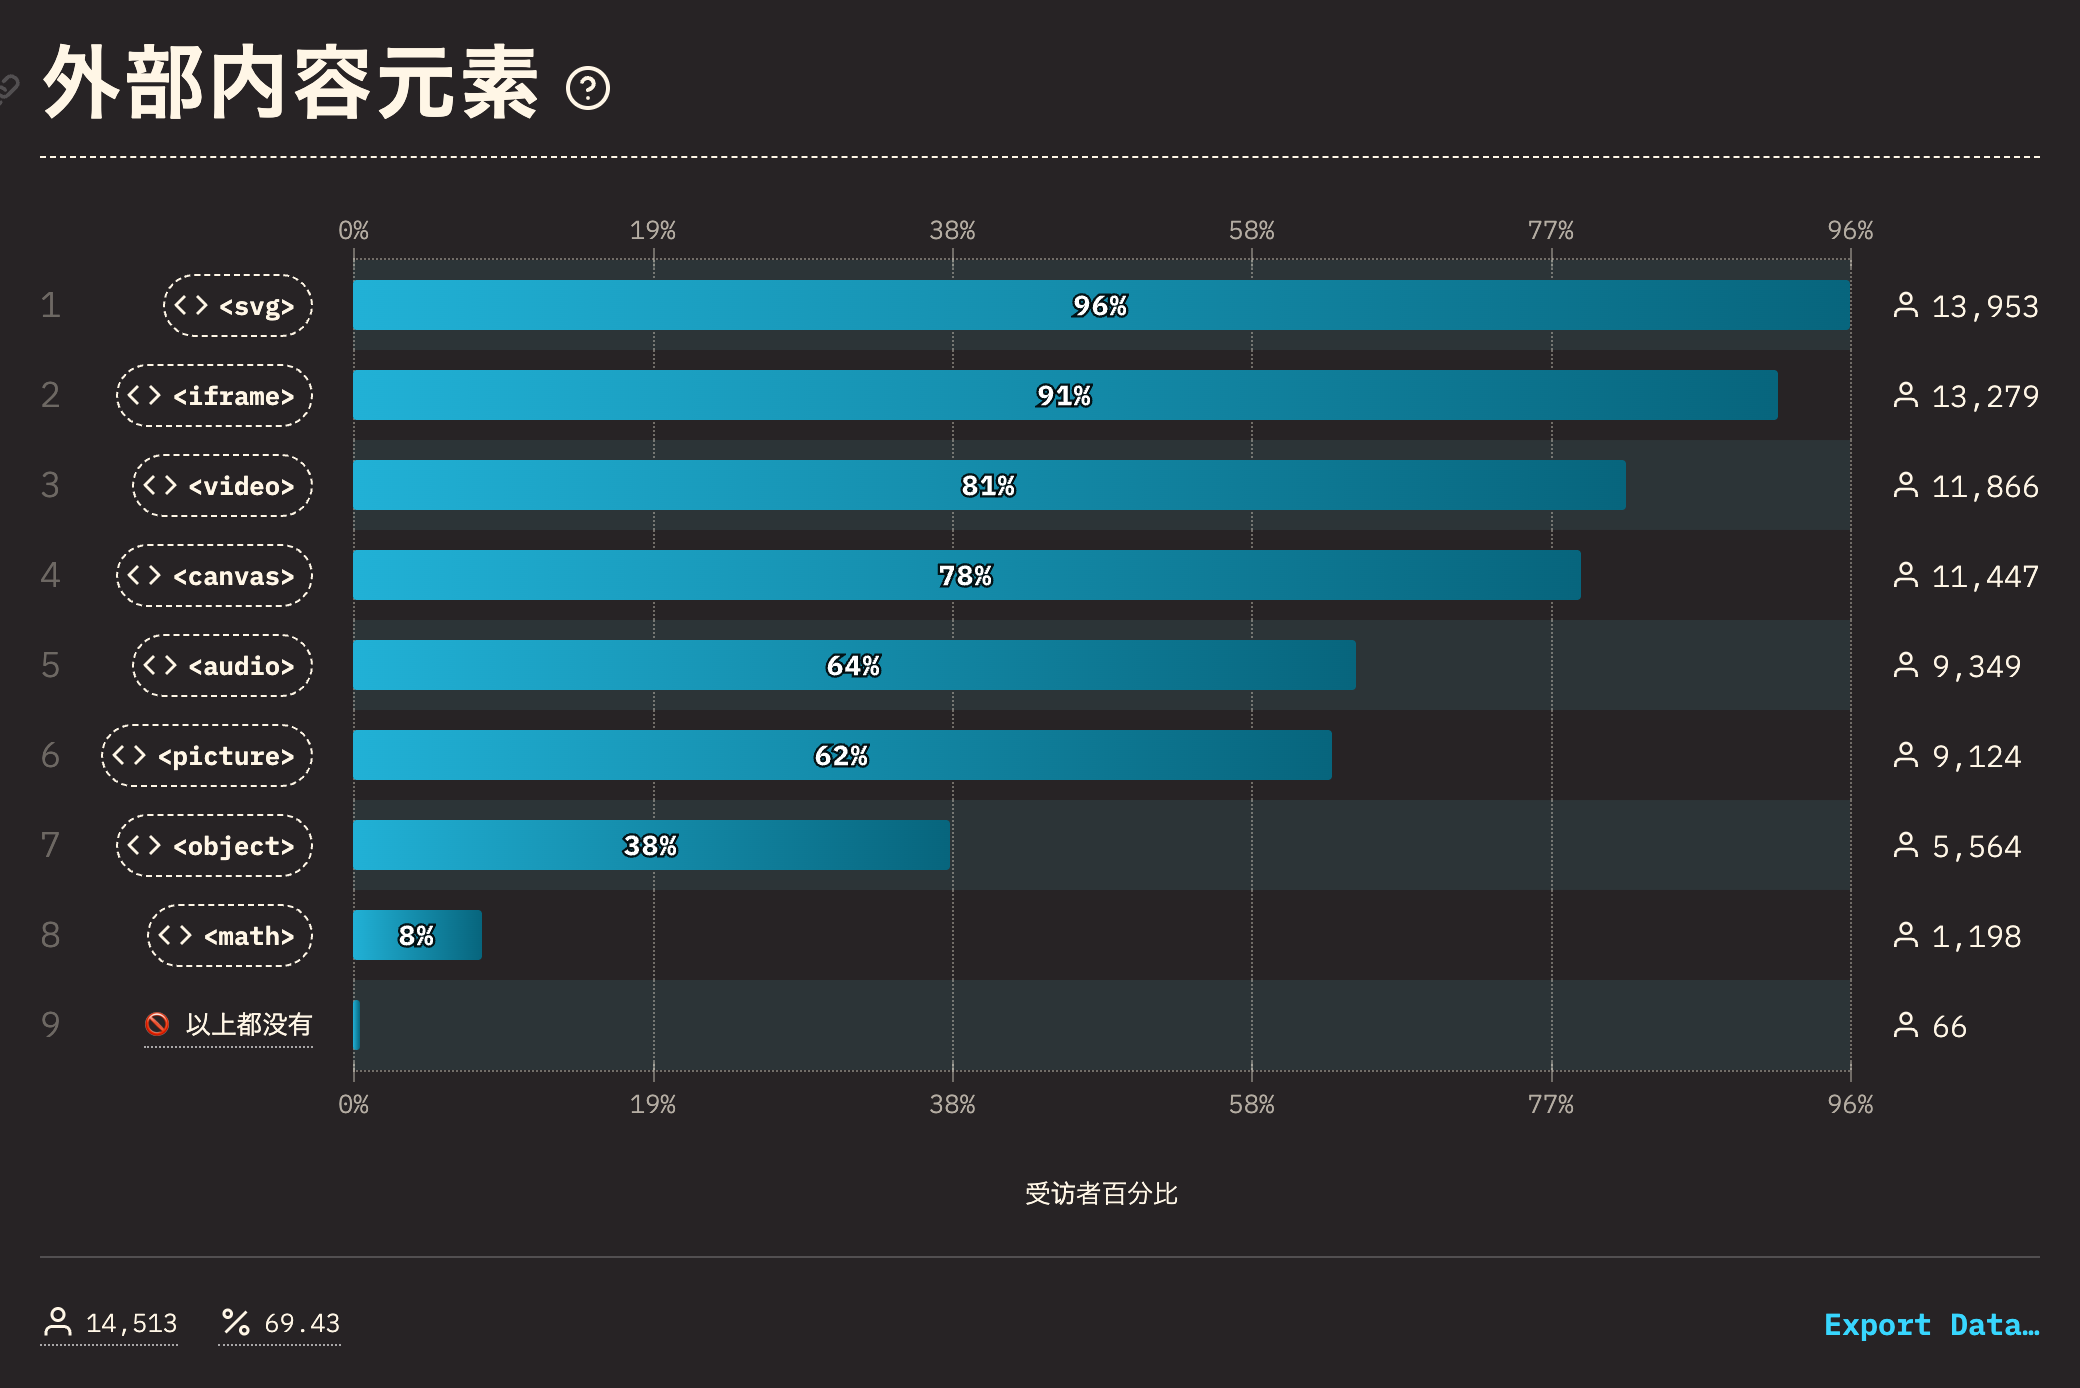 外部内容元素
0% 19% 38% 58% 77% 96%
1 <> <svg> 96% 13,953
2 <> <iframe> 91% 13,279
3 <> <video> 81% 11,866
4 <> <canvas> 78% 11,447
5 <> <audio> 64% 9,349
6 <> <picture> 62% 9,124
7 <> <object> 38% 5,564
8 <> <math> 8% 1,198
9 以上都没有 66
0% 19% 38% 58% 77% 96%
受访者百分比
14,513 % 69.43 Export Data…